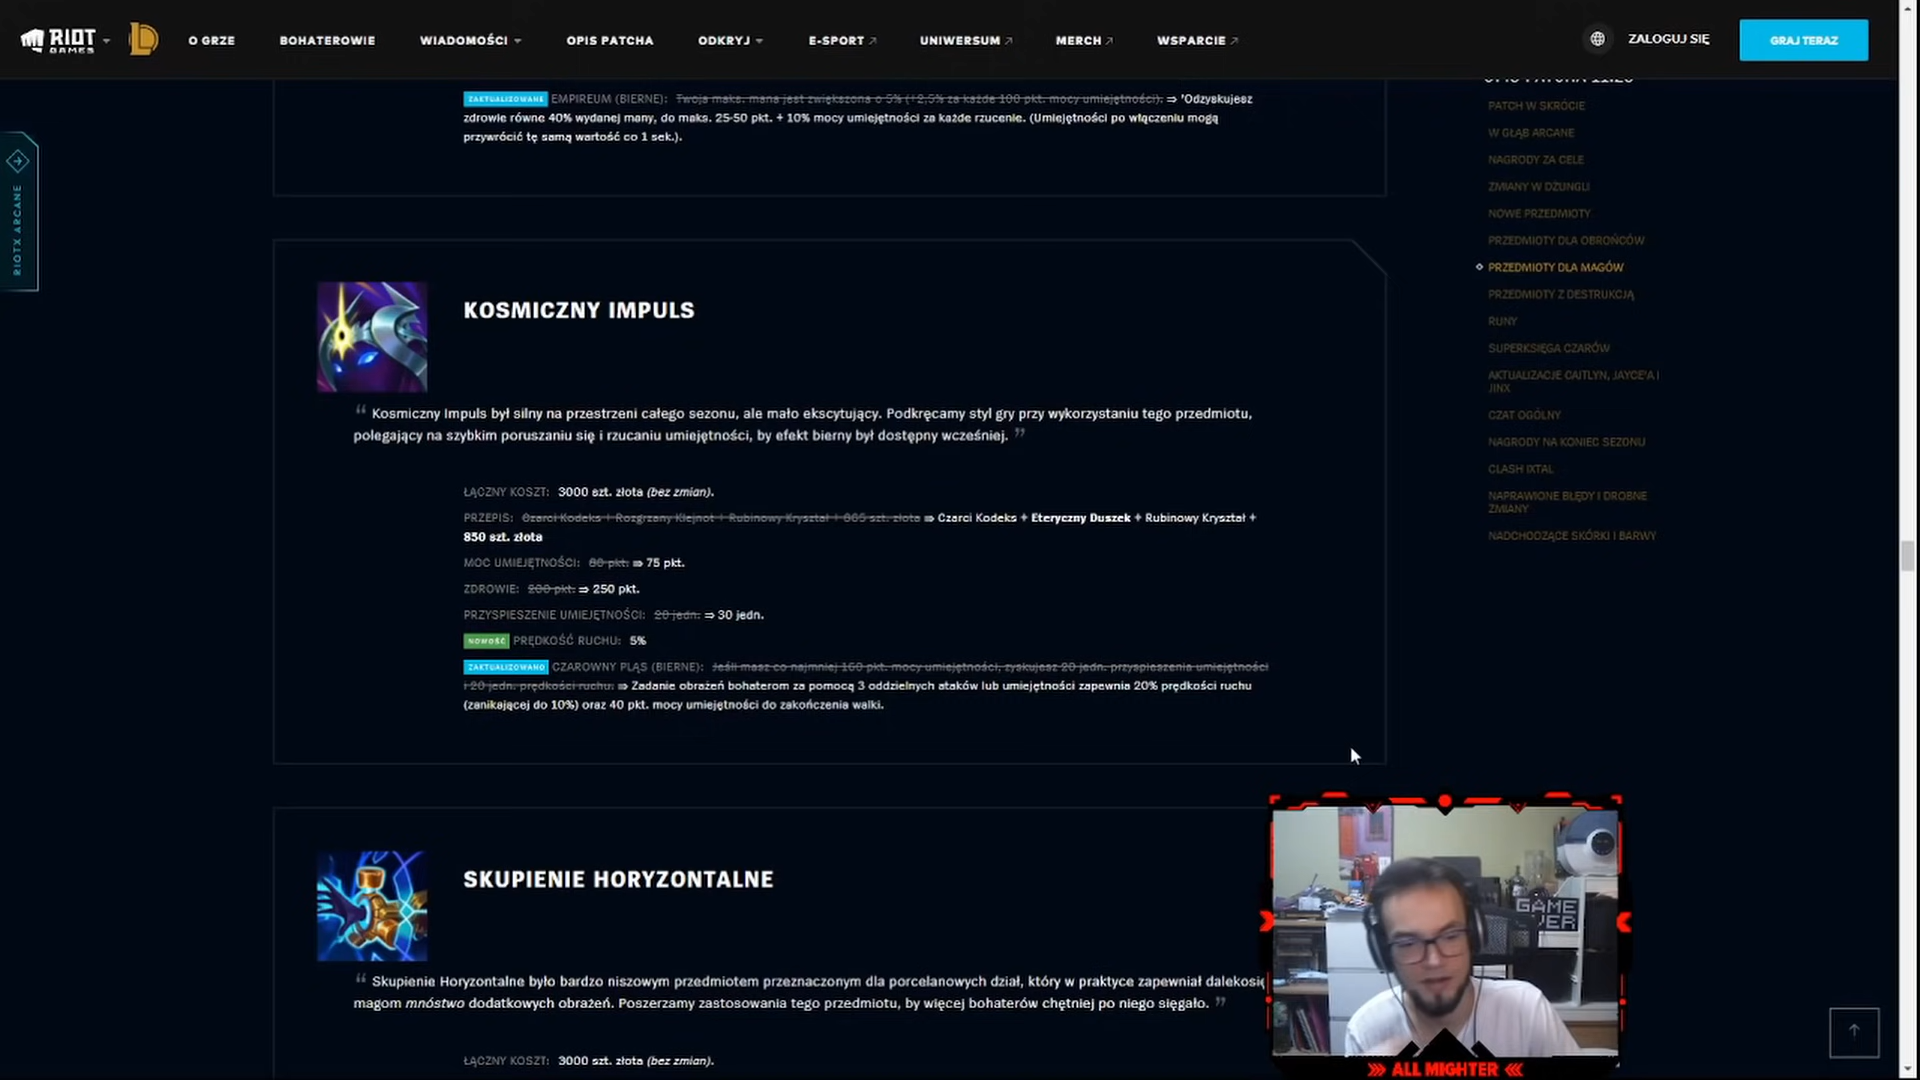 RIOT GAMES
O GRZE
BOHATEROWIE
WIADOMOŚCI
OPIS PATCHA
ODKRYJ
E-SPORT
UNIWERSUM
MERCH
WSPARCIE
ZALOGUJ SIĘ
GRAJ TERAZ
RIOTX ARCANE
ZAKTUALIZOWANE EMPIREUM (BIERNE): Twoja maks. mana jest zwiększona o 5% (+2,5% za każde 100 pkt. mocy umiejętności). ⇒ 'Odzyskujesz
zdrowie równe 40% wydanej many, do maks. 25-50 pkt. + 10% mocy umiejętności za każde rzucenie. (Umiejętności po włączeniu mogą
przywrócić tę samą wartość co 1 sek.).
KOSMICZNY IMPULS
“ Kosmiczny Impuls był silny na przestrzeni całego sezonu, ale mało ekscytujący. Podkręcamy styl gry przy wykorzystaniu tego przedmiotu,
polegający na szybkim poruszaniu się i rzucaniu umiejętności, by efekt bierny był dostępny wcześniej. ”
ŁĄCZNY KOSZT: 3000 szt. złota (bez zmian).
PRZEPIS: Czarci Kodeks + Rozgrzany Klejnot + Rubinowy Kryształ + 865 szt. złota ⇒ Czarci Kodeks + Eteryczny Duszek + Rubinowy Kryształ +
850 szt. złota
MOC UMIEJĘTNOŚCI: 80 pkt. ⇒ 75 pkt.
ZDROWIE: 200 pkt. ⇒ 250 pkt.
PRZYSPIESZENIE UMIEJĘTNOŚCI: 20 jedn. ⇒ 30 jedn.
NOWOŚĆ PRĘDKOŚĆ RUCHU: 5%
ZAKTUALIZOWANO CZAROWNY PLĄS (BIERNE): Jeśli masz co najmniej 160 pkt. mocy umiejętności, zyskujesz 20 jedn. przyspieszenia umiejętności
i 20 jedn. prędkości ruchu. ⇒ Zadanie obrażeń bohaterom za pomocą 3 oddzielnych ataków lub umiejętności zapewnia 20% prędkości ruchu
(zanikającej do 10%) oraz 40 pkt. mocy umiejętności do zakończenia walki.
SKUPIENIE HORYZONTALNE
“ Skupienie Horyzontalne było bardzo niszowym przedmiotem przeznaczonym dla porcelanowych dział, który w praktyce zapewniał
magom mnóstwo dodatkowych obrażeń. Poszerzamy zastosowania tego przedmiotu, by więcej bohaterów chętniej po niego sięgało. ”
ŁĄCZNY KOSZT: 3000 szt. złota (bez zmian).
PATCH W SKRÓCIE
W GŁĄB ARCANE
NAGRODY ZA CELE
ZMIANY W DŻUNGLI
NOWE PRZEDMIOTY
PRZEDMIOTY DLA OBROŃCÓW
PRZEDMIOTY DLA MAGÓW
PRZEDMIOTY Z DESTRUKCJĄ
RUNY
SUPERKSIĘGA CZARÓW
AKTUALIZACJE CAITLYN, JAYCE'A I
JINX
CZAT OGÓLNY
NAGRODY NA KONIEC SEZONU
CLASH IXTAL
NAPRAWIONE BŁĘDY I DROBNE
ZMIANY
NADCHODZĄCE SKÓRKI I BARWY
GAME
ALL MIGHTER